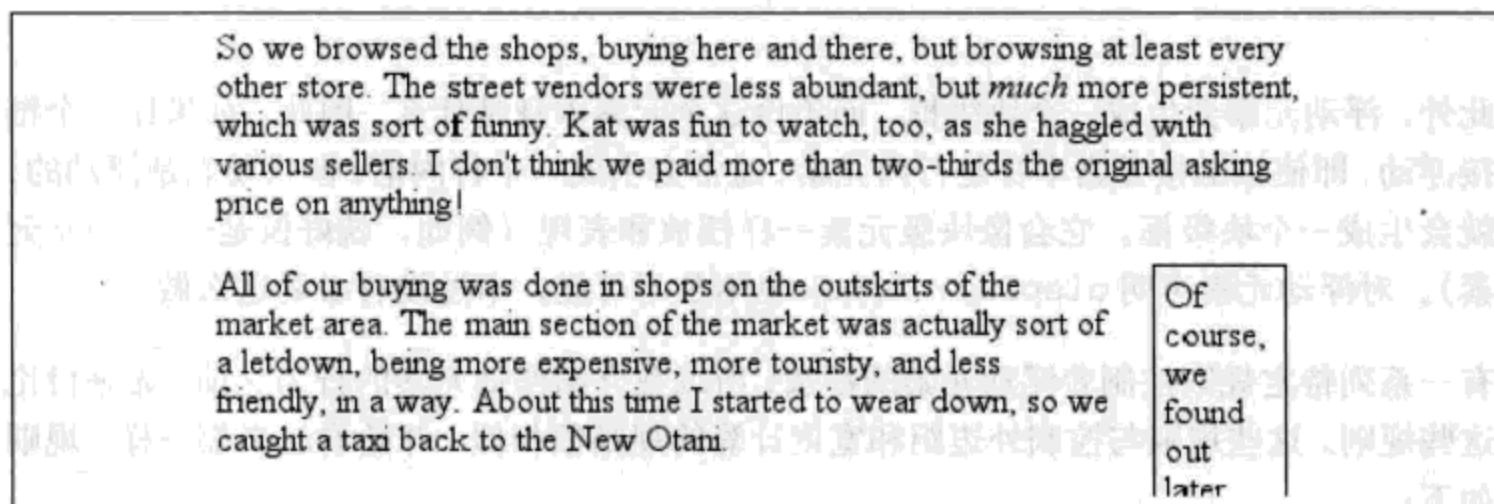 So we browsed the shops, buying here and there, but browsing at least every
other store. The street vendors were less abundant, but much more persistent,
which was sort of funny. Kat was fun to watch, too, as she haggled with
various sellers. I don't think we paid more than two-thirds the original asking
price on anything!
All of our buying was done in shops on the outskirts of the
market area. The main section of the market was actually sort of
a letdown, being more expensive, more touristy, and less
friendly, in a way. About this time I started to wear down, so we
caught a taxi back to the New Otani.
Of
course,
we
found
out
later